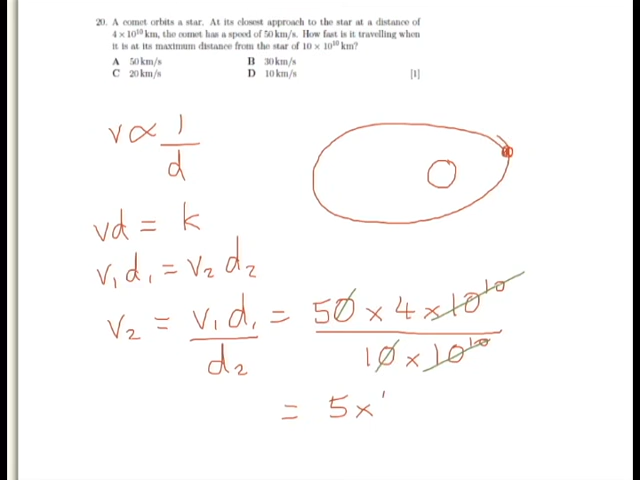 20. A comet orbits a star. At its closest approach to the star at a distance of
4 × 10¹⁰ km, the comet has a speed of 50 km/s. How fast is it travelling when
it is at its maximum distance from the star of 10 × 10¹⁰ km?
A 50 km/s B 30 km/s
C 20 km/s D 10 km/s [1]
v ∝ 1/d
vd = k
v₁d₁ = v₂d₂
v₂ = v₁d₁/d₂ = 50 × 4 × 10¹⁰ / 10 × 10¹⁰
= 5 ×